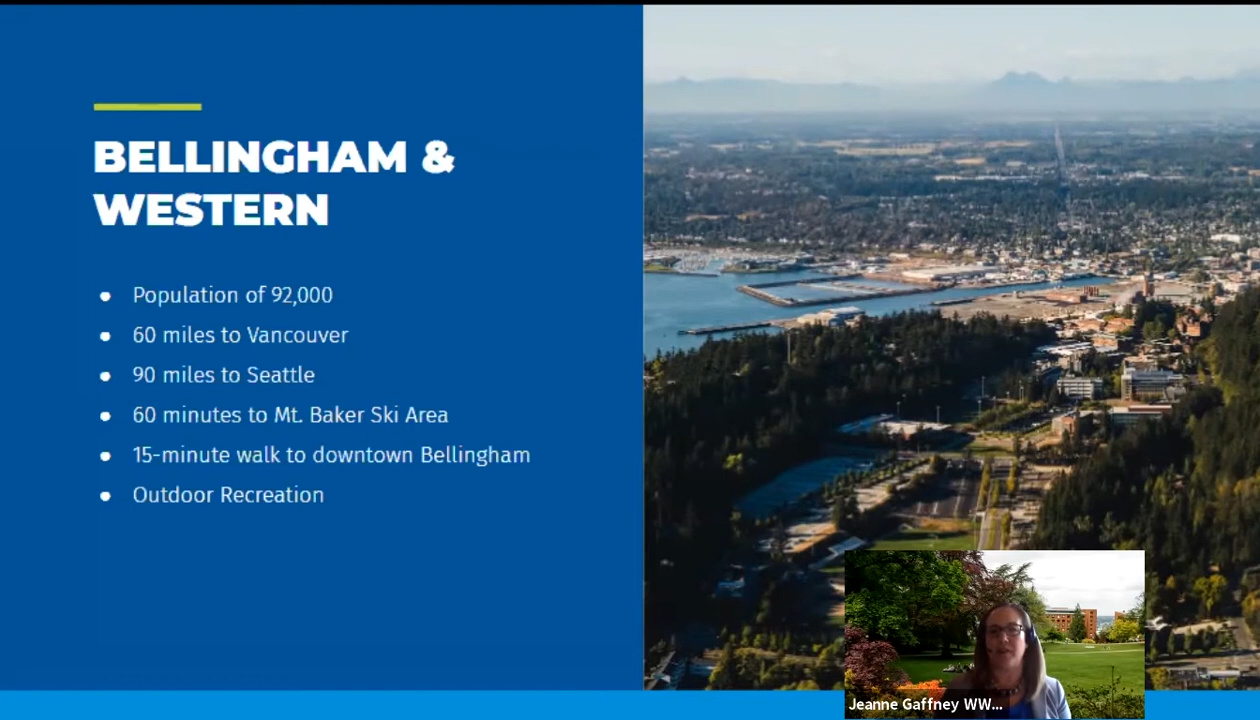 BELLINGHAM &
WESTERN
● Population of 92,000
● 60 miles to Vancouver
● 90 miles to Seattle
● 60 minutes to Mt. Baker Ski Area
● 15-minute walk to downtown Bellingham
● Outdoor Recreation
Jeanne Gaffney WW...